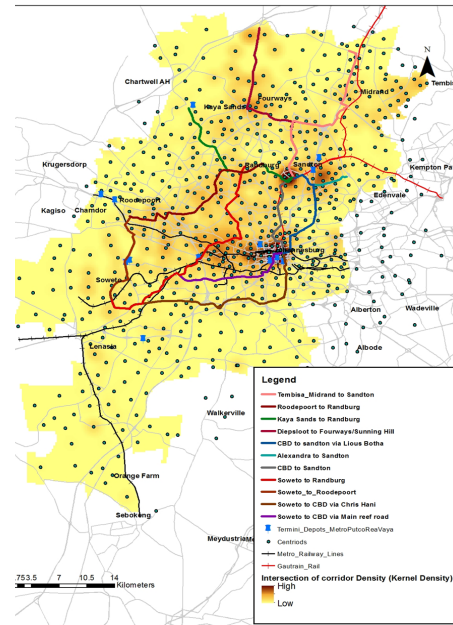 N
Chartwell AH
Midrand
Tembis
Fourways
Kaya Sands
Krugersdorp
Randburg
Sandton
Kempton Pa
Kagiso
Chamdor
Roodepoort
Edenvale
Johannesburg
Soweto
Alberton
Wadeville
Lenasia
Albode
Walkerville
Orange Farm
Sebokeng
Meydustria
Legend
Tembisa_Midrand to Sandton
Roodepoort to Randburg
Kaya Sands to Randburg
Diepsloot to Fourways/Sunning Hill
CBD to sandton via Lious Botha
Alexandra to Sandton
CBD to Sandton
Soweto to Randburg
Soweto_to_Roodepoort
Soweto to CBD via Chris Hani
Soweto to CBD via Main reef road
Termini_Depots_MetroPutcoReaVaya
Centriods
Metro_Railway_Lines
Gautrain_Rail
Intersection of corridor Density (Kernel Density)
High
Low
.75 3.5 7 10.5 14
Kilometers